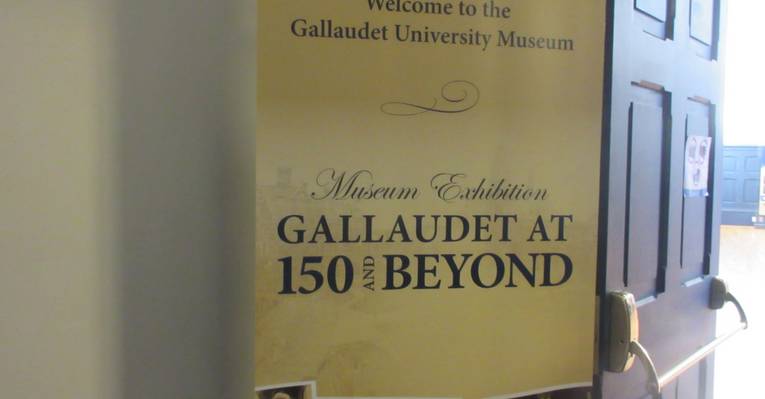 Welcome to the
Gallaudet University Museum
Museum Exhibition
GALLAUDET AT
150 AND BEYOND